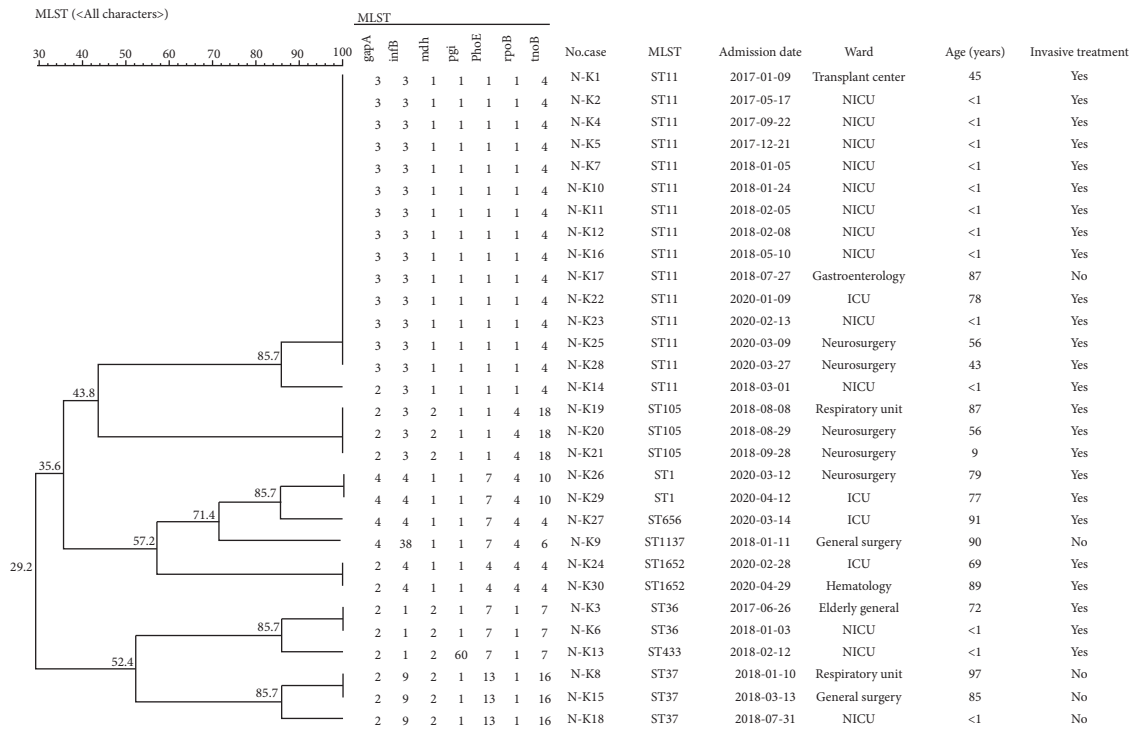 MLST (<All characters>)
MLST
30 40 50 60 70 80 90 100 gapA infB mdh pgi PhoE rpoB tnoB No.case MLST Admission date Ward Age (years) Invasive treatment
3 3 1 1 1 1 4 N-K1 ST11 2017-01-09 Transplant center 45 Yes
3 3 1 1 1 1 4 N-K2 ST11 2017-05-17 NICU <1 Yes
3 3 1 1 1 1 4 N-K4 ST11 2017-09-22 NICU <1 Yes
3 3 1 1 1 1 4 N-K5 ST11 2017-12-21 NICU <1 Yes
3 3 1 1 1 1 4 N-K7 ST11 2018-01-05 NICU <1 Yes
3 3 1 1 1 1 4 N-K10 ST11 2018-01-24 NICU <1 Yes
3 3 1 1 1 1 4 N-K11 ST11 2018-02-05 NICU <1 Yes
3 3 1 1 1 1 4 N-K12 ST11 2018-02-08 NICU <1 Yes
3 3 1 1 1 1 4 N-K16 ST11 2018-05-10 NICU <1 Yes
3 3 1 1 1 1 4 N-K17 ST11 2018-07-27 Gastroenterology 87 No
3 3 1 1 1 1 4 N-K22 ST11 2020-01-09 ICU 78 Yes
3 3 1 1 1 1 4 N-K23 ST11 2020-02-13 NICU <1 Yes
3 3 1 1 1 1 4 N-K25 ST11 2020-03-09 Neurosurgery 56 Yes
85.7
3 3 1 1 1 1 4 N-K28 ST11 2020-03-27 Neurosurgery 43 Yes
2 3 1 1 1 1 4 N-K14 ST11 2018-03-01 NICU <1 Yes
43.8
2 3 2 1 1 4 18 N-K19 ST105 2018-08-08 Respiratory unit 87 Yes
2 3 2 1 1 4 18 N-K20 ST105 2018-08-29 Neurosurgery 56 Yes
2 3 2 1 1 4 18 N-K21 ST105 2018-09-28 9 Yes
35.6
4 4 1 1 7 4 10 N-K26 ST1 2020-03-12 Neurosurgery 79 Yes
85.7
4 4 1 1 7 4 10 N-K29 ST1 2020-04-12 ICU 77 Yes
71.4
4 4 1 1 7 4 4 N-K27 ST656 2020-03-14 ICU 91 Yes
57.2
4 38 1 1 7 4 6 N-K9 ST1137 2018-01-11 General surgery 90 No
29.2
2 4 1 1 4 4 4 N-K24 ST1652 2020-02-28 ICU 69 Yes
2 4 1 1 4 4 4 N-K30 ST1652 2020-04-29 Hematology 89 Yes
2 1 2 1 7 1 7 N-K3 ST36 2017-06-26 Elderly general 72 Yes
85.7
2 1 2 1 7 1 7 N-K6 ST36 2018-01-03 NICU <1 Yes
2 1 2 60 7 1 7 N-K13 ST433 2018-02-12 NICU <1 Yes
52.4
2 9 2 1 13 1 16 N-K8 ST37 2018-01-10 Respiratory unit 97 No
85.7
2 9 2 1 13 1 16 N-K15 ST37 2018-03-13 General surgery 85 No
2 9 2 1 13 1 16 N-K18 ST37 2018-07-31 NICU <1 No